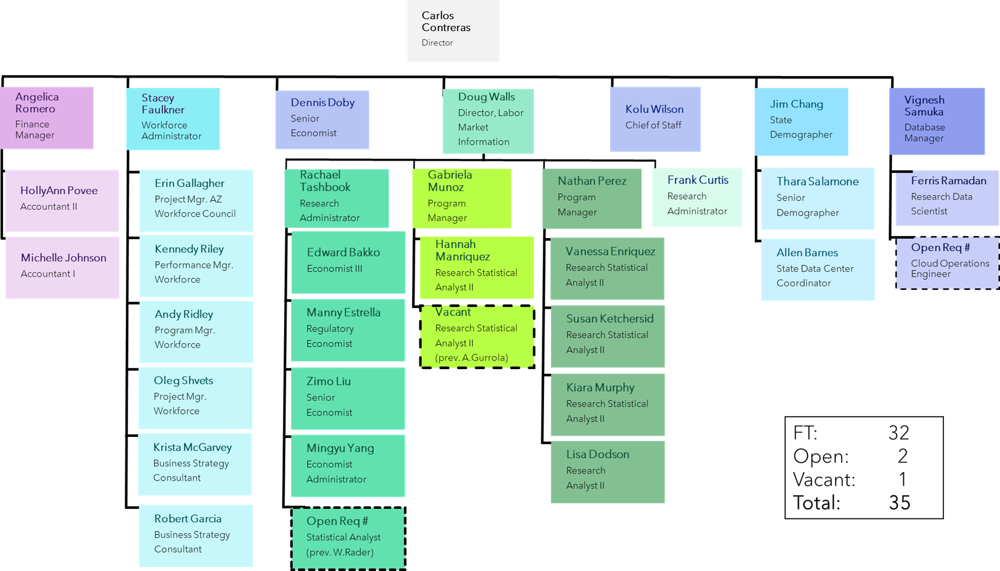 Carlos
Contreras
Director
Angelica
Romero
Finance
Manager
Stacey
Faulkner
Workforce
Administrator
Dennis Doby
Senior
Economist
Doug Walls
Director, Labor
Market
Information
Kolu Wilson
Chief of Staff
Jim Chang
State
Demographer
Vignesh
Samuka
Database
Manager
HollyAnn Povee
Accountant II
Michelle Johnson
Accountant I
Erin Gallagher
Project Mgr. AZ
Workforce Council
Kennedy Riley
Performance Mgr.
Workforce
Andy Ridley
Program Mgr.
Workforce
Oleg Shvets
Project Mgr.
Workforce
Krista McGarvey
Business Strategy
Consultant
Robert Garcia
Business Strategy
Consultant
Rachael
Tashbook
Research
Administrator
Edward Bakko
Economist III
Manny Estrella
Regulatory
Economist
Zimo Liu
Senior
Economist
Mingyu Yang
Economist
Administrator
Open Req #
Statistical Analyst
(prev. W.Rader)
Gabriela
Munoz
Program
Manager
Hannah
Manriquez
Research Statistical
Analyst II
Vacant
Research Statistical
Analyst II
(prev. A.Gurrola)
Nathan Perez
Program
Manager
Vanessa Enriquez
Research Statistical
Analyst II
Susan Ketchersid
Research Statistical
Analyst II
Kiara Murphy
Research Statistical
Analyst II
Lisa Dodson
Research
Analyst II
Frank Curtis
Research
Administrator
Thara Salamone
Senior
Demographer
Allen Barnes
State Data Center
Coordinator
Ferris Ramadan
Research Data
Scientist
Open Req #
Cloud Operations
Engineer
FT: 32
Open: 2
Vacant: 1
Total: 35